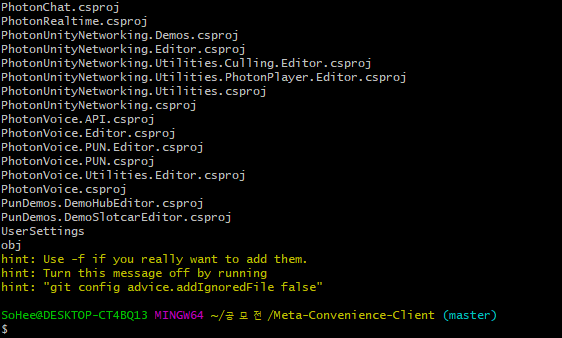 PhotonChat.csproj
PhotonRealtime.csproj
PhotonUnityNetworking.Demos.csproj
PhotonUnityNetworking.Editor.csproj
PhotonUnityNetworking.Utilities.Culling.Editor.csproj
PhotonUnityNetworking.Utilities.PhotonPlayer.Editor.csproj
PhotonUnityNetworking.Utilities.csproj
PhotonUnityNetworking.csproj
PhotonVoice.API.csproj
PhotonVoice.Editor.csproj
PhotonVoice.PUN.Editor.csproj
PhotonVoice.PUN.csproj
PhotonVoice.Utilities.Editor.csproj
PhotonVoice.csproj
PunDemos.DemoHubEditor.csproj
PunDemos.DemoSlotcarEditor.csproj
UserSettings
obj
hint: Use -f if you really want to add them.
hint: Turn this message off by running
hint: "git config advice.addIgnoredFile false"
SoHee@DESKTOP-CT4BQ13 MINGW64 ~/공모전/Meta-Convenience-Client (master)
$